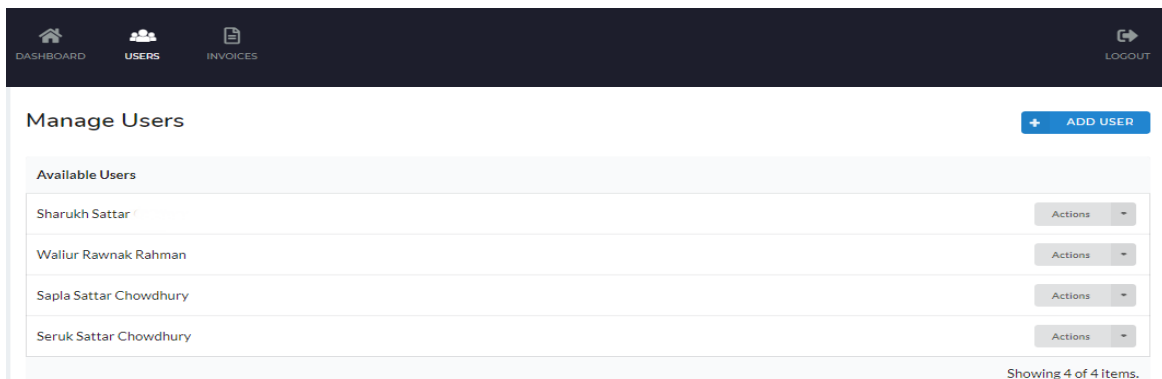 DASHBOARD USERS INVOICES LOGOUT
Manage Users + ADD USER
Available Users
Sharukh Sattar Actions
Waliur Rawnak Rahman Actions
Sapla Sattar Chowdhury Actions
Seruk Sattar Chowdhury Actions
Showing 4 of 4 items.